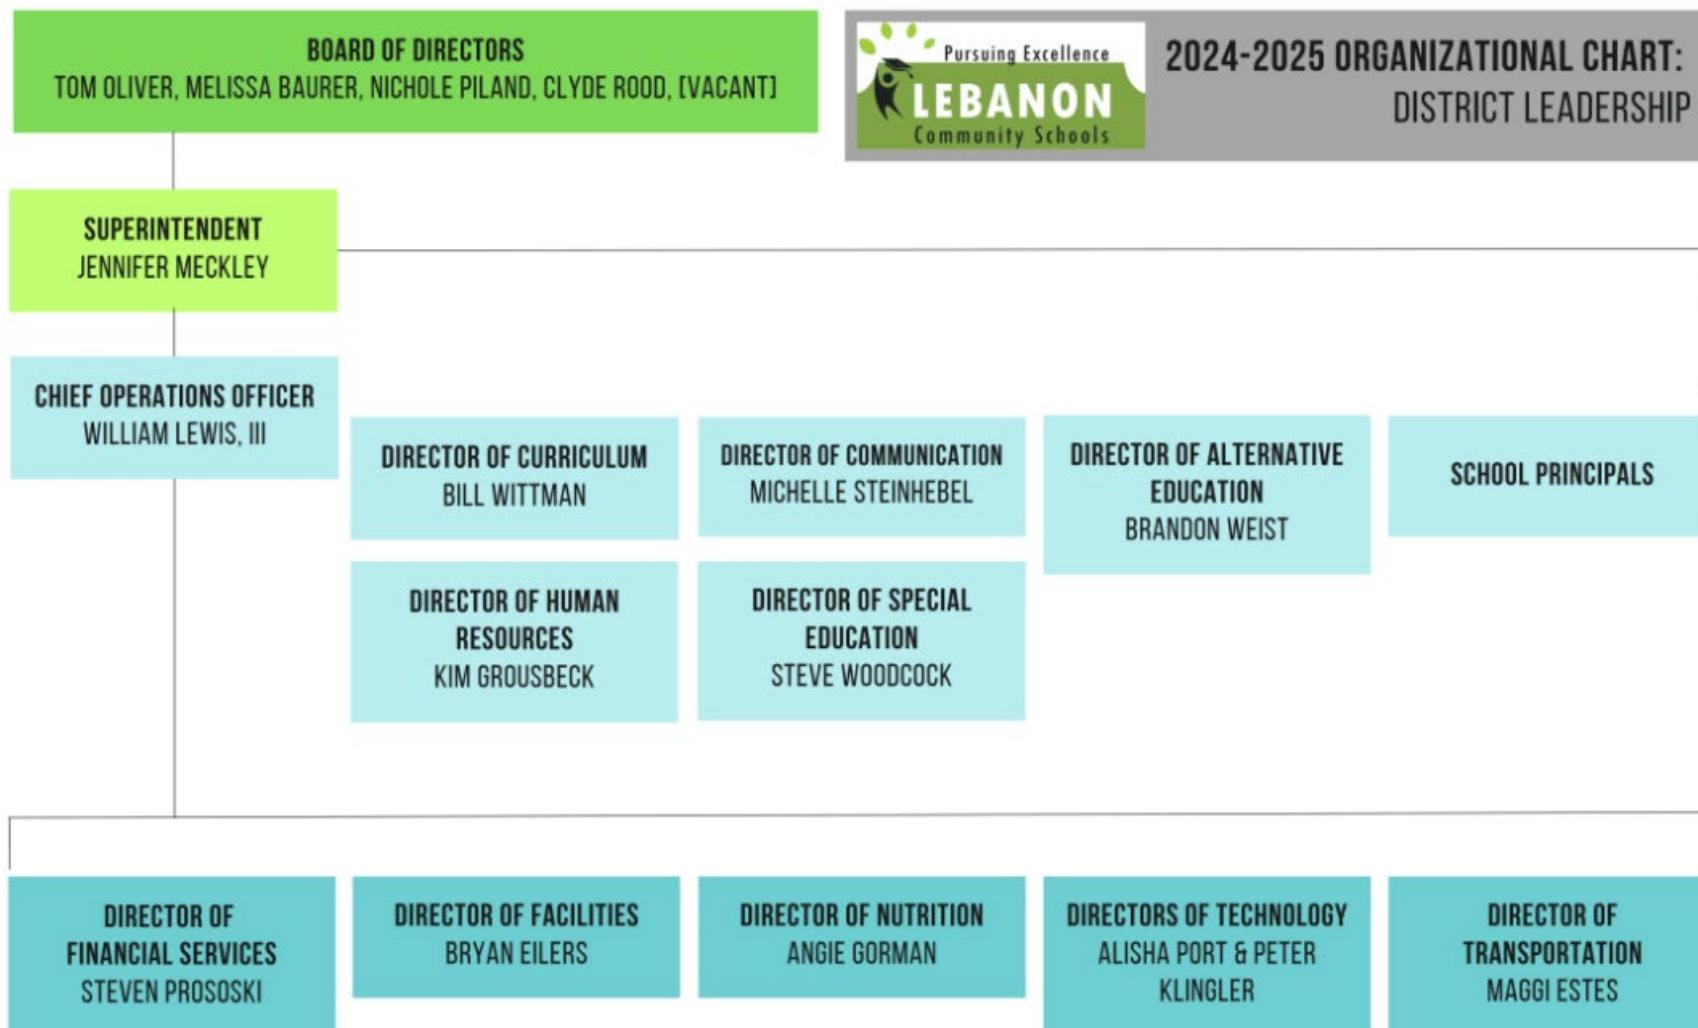 BOARD OF DIRECTORS
TOM OLIVER, MELISSA BAURER, NICHOLE PILAND, CLYDE ROOD, [VACANT]
Pursuing Excellence
LEBANON
Community Schools
2024-2025 ORGANIZATIONAL CHART:
DISTRICT LEADERSHIP
SUPERINTENDENT
JENNIFER MECKLEY
CHIEF OPERATIONS OFFICER
WILLIAM LEWIS, III
DIRECTOR OF CURRICULUM
BILL WITTMAN
DIRECTOR OF COMMUNICATION
MICHELLE STEINHEBEL
DIRECTOR OF ALTERNATIVE
EDUCATION
BRANDON WEIST
SCHOOL PRINCIPALS
DIRECTOR OF HUMAN
RESOURCES
KIM GROUSBECK
DIRECTOR OF SPECIAL
EDUCATION
STEVE WOODCOCK
DIRECTOR OF
FINANCIAL SERVICES
STEVEN PROSOSKI
DIRECTOR OF FACILITIES
BRYAN EILERS
DIRECTOR OF NUTRITION
ANGIE GORMAN
DIRECTORS OF TECHNOLOGY
ALISHA PORT & PETER
KLINGLER
DIRECTOR OF
TRANSPORTATION
MAGGI ESTES